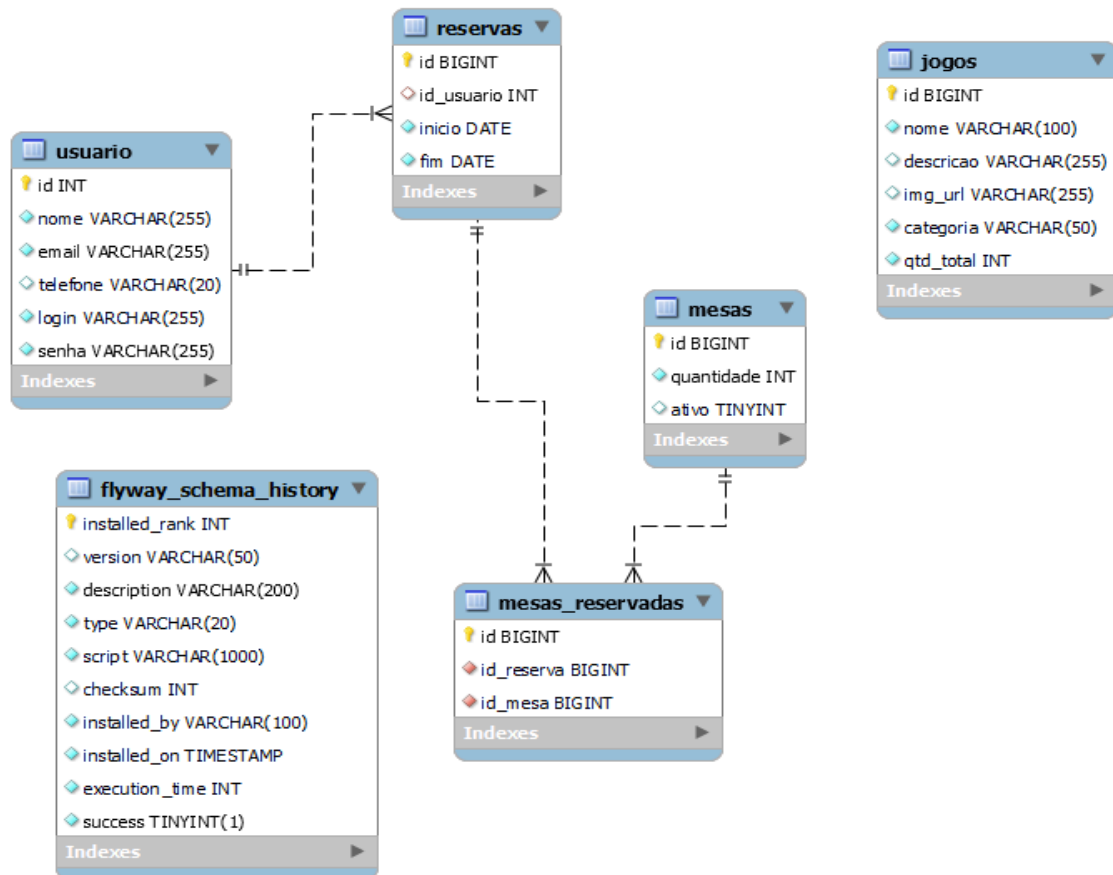 reservas
id BIGINT
id_usuario INT
inicio DATE
fim DATE
Indexes
jogos
id BIGINT
nome VARCHAR(100)
descricao VARCHAR(255)
img_url VARCHAR(255)
categoria VARCHAR(50)
qtd_total INT
Indexes
usuario
id INT
nome VARCHAR(255)
email VARCHAR(255)
telefone VARCHAR(20)
login VARCHAR(255)
senha VARCHAR(255)
Indexes
mesas
id BIGINT
quantidade INT
ativo TINYINT
Indexes
flyway_schema_history
installed_rank INT
version VARCHAR(50)
description VARCHAR(200)
type VARCHAR(20)
script VARCHAR(1000)
checksum INT
installed_by VARCHAR(100)
installed_on TIMESTAMP
execution_time INT
success TINYINT(1)
Indexes
mesas_reservadas
id BIGINT
id_reserva BIGINT
id_mesa BIGINT
Indexes